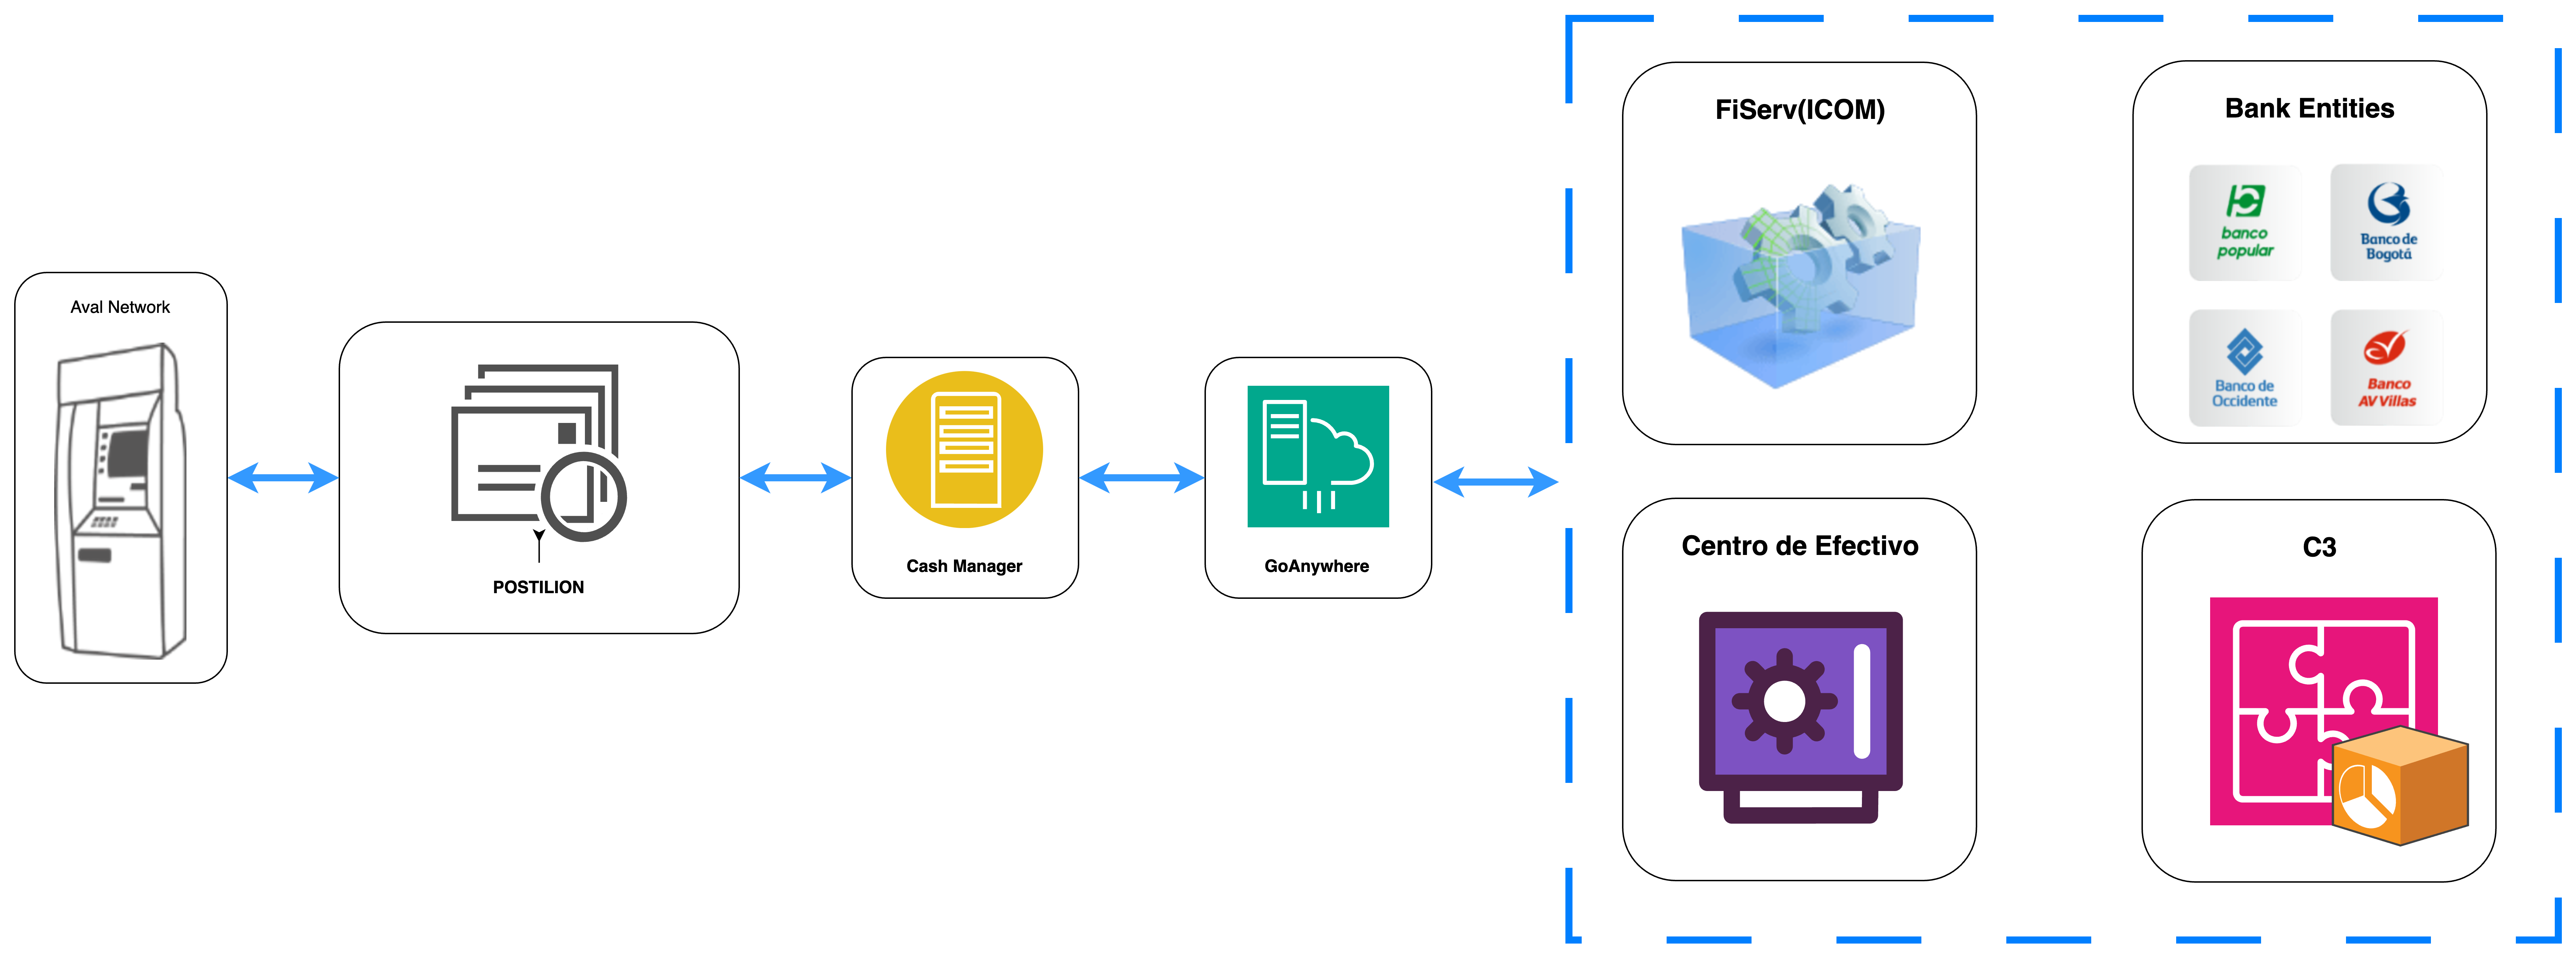 Aval Network
POSTILION
Cash Manager
GoAnywhere
FiServ(ICOM)
Bank Entities
banco
popular
Banco de
Bogotá
Banco de
Occidente
Banco
AV Villas
Centro de Efectivo
C3